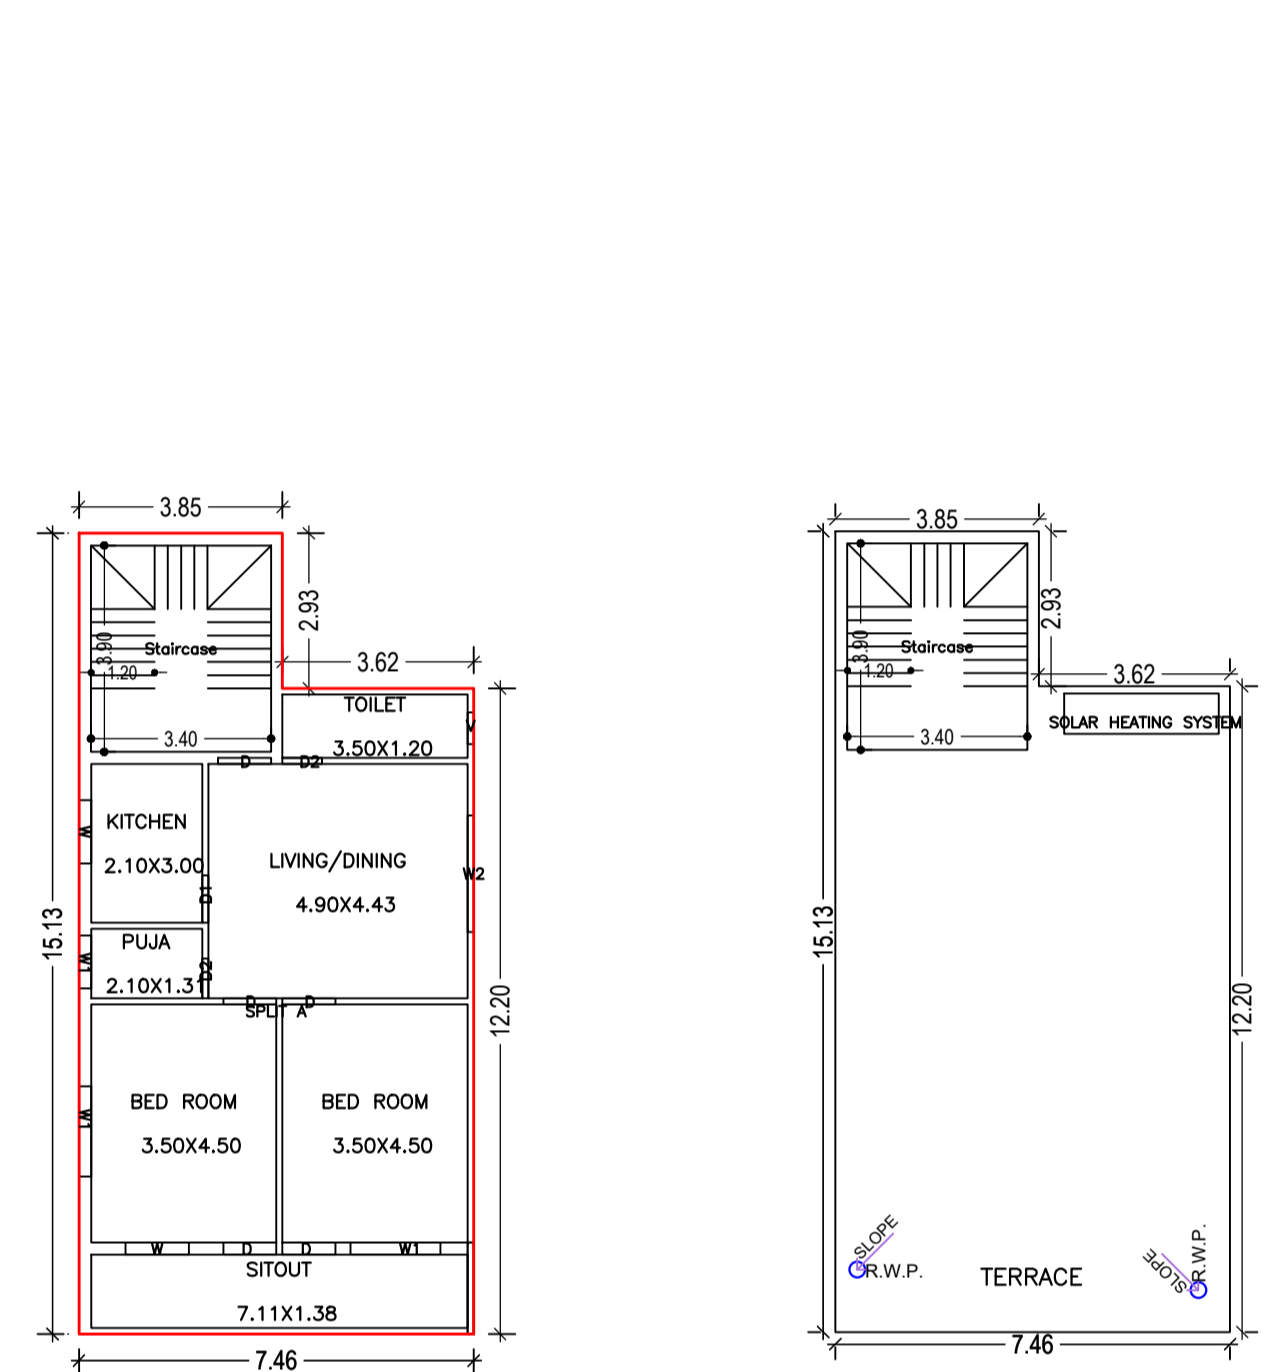 3.85
2.93
3.90
Staircase
1.20
3.62
3.40
TOILET
V
3.50X1.20
D
D2
KITCHEN
W
2.10X3.00
D1
LIVING/DINING
4.90X4.43
W2
15.13
PUJA
W1
2.10X1.31
D2
D
D
SPLIT A
12.20
BED ROOM
3.50X4.50
W1
BED ROOM
3.50X4.50
W
D
D
W1
SITOUT
7.11X1.38
7.46
3.85
2.93
3.90
Staircase
1.20
3.62
3.40
SOLAR HEATING SYSTEM
15.13
12.20
SLOPE
R.W.P.
TERRACE
SLOPE
R.W.P.
7.46